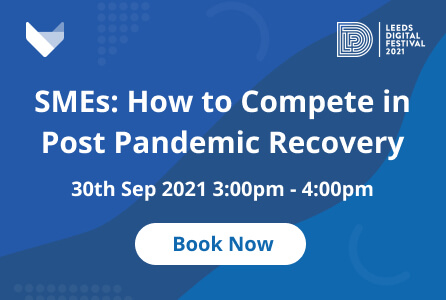 LEEDS
DIGITAL
FESTIVAL
2021
SMEs: How to Compete in
Post Pandemic Recovery
30th Sep 2021 3:00pm - 4:00pm
Book Now